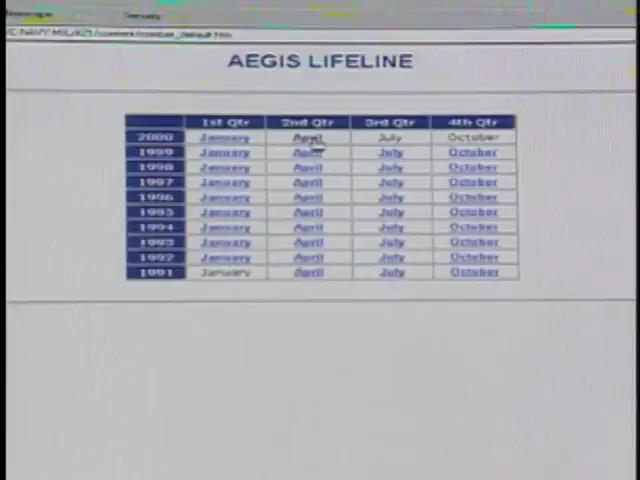 Security
AEGIS LIFELINE
1st Qtr 2nd Qtr 3rd Qtr 4th Qtr
2000 January April July October
1999 January April July October
1998 January April July October
1997 January April July October
1996 January April July October
1995 January April July October
1994 January April July October
1993 January April July October
1992 January April July October
1991 January April July October